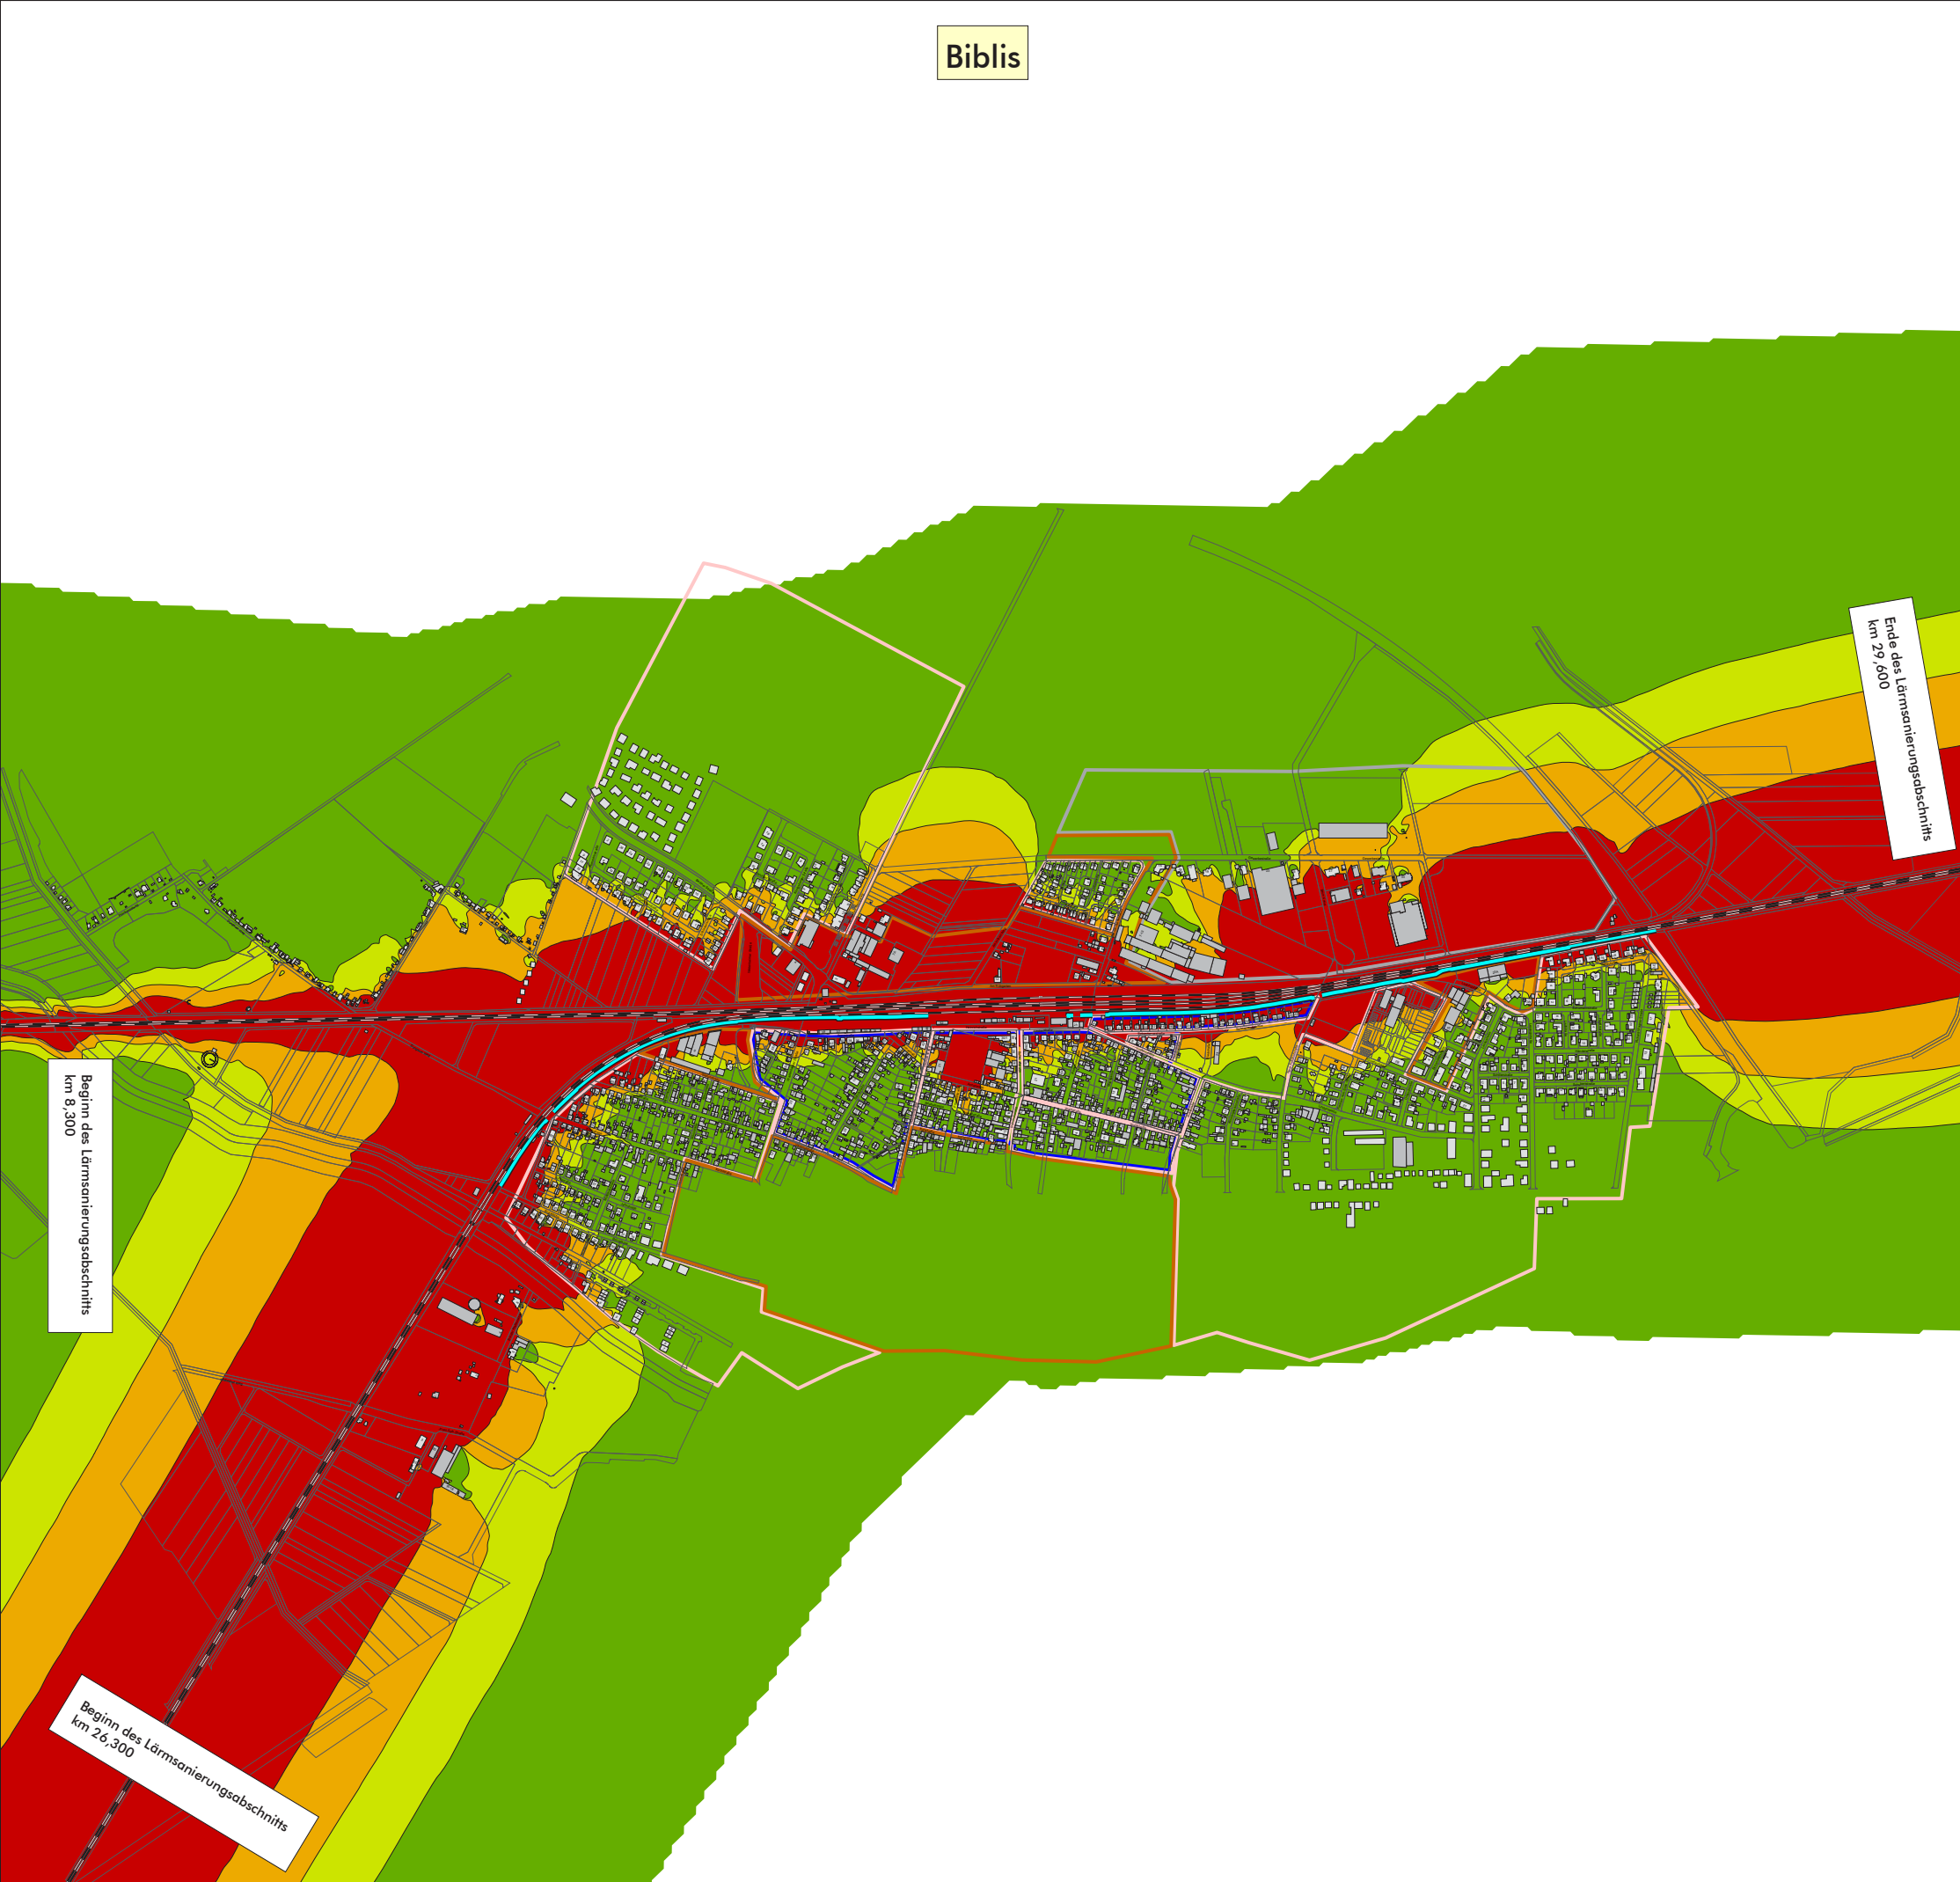 Biblis
Ende des Lärmsanierungsabschnitts
km 29,600
Beginn des Lärmsanierungsabschnitts
km 8,300
Beginn des Lärmsanierungsabschnitts
km 26,300